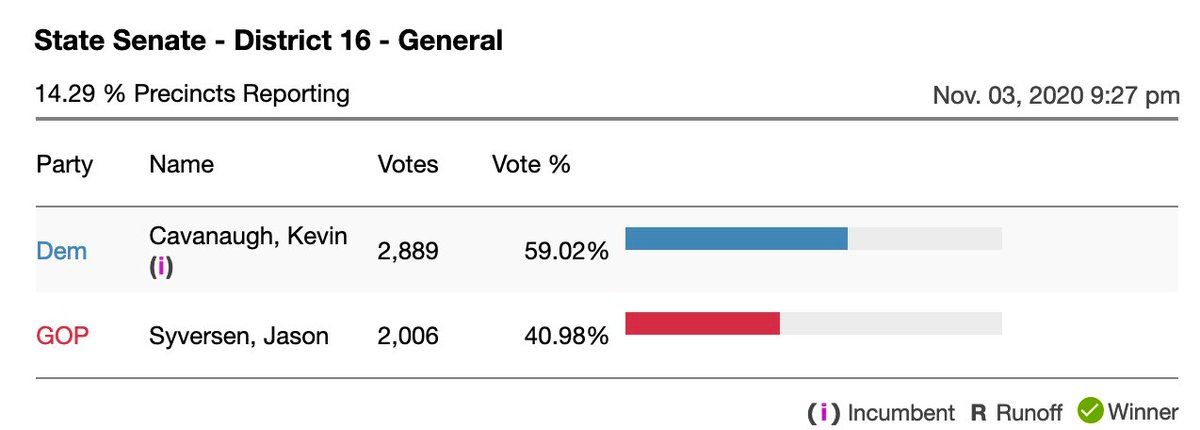 State Senate - District 16 - General
14.29 % Precincts Reporting
Nov. 03, 2020 9:27 pm
Party Name Votes Vote %
Dem Cavanaugh, Kevin (i) 2,889 59.02%
GOP Syversen, Jason 2,006 40.98%
(i) Incumbent R Runoff Winner